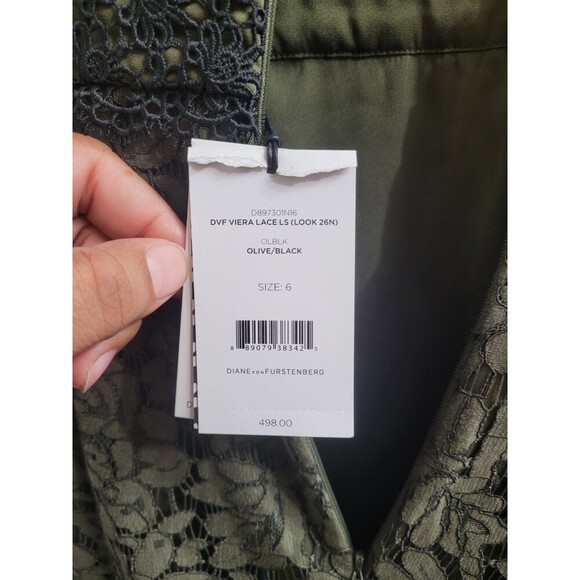 D897301N16
DVF VIERA LACE LS (LOOK 26N)
OLBLK
OLIVE/BLACK
SIZE: 6
8 89079 38342 5
DIANE VON FURSTENBERG
498.00
D